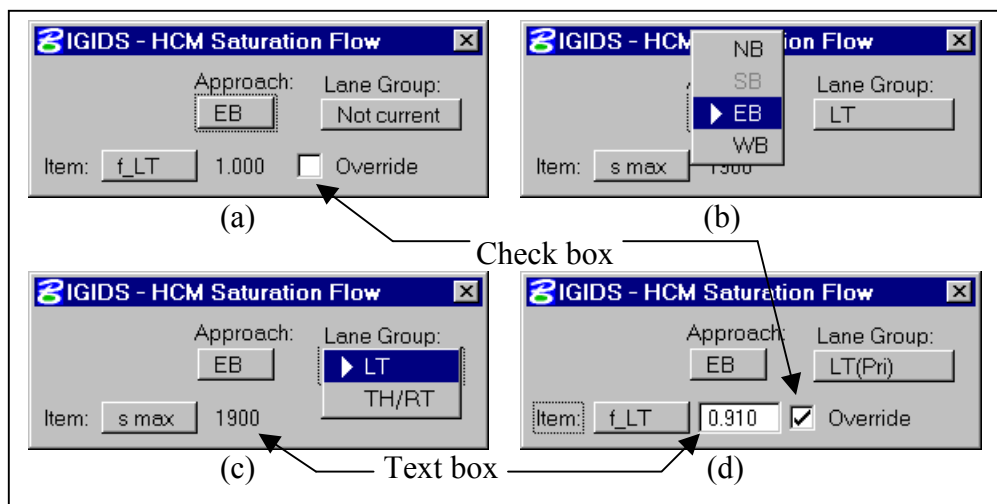 IGIDS - HCM Saturation Flow
Approach: Lane Group:
EB Not current
Item: f_LT 1.000 Override
(a)
IGIDS - HCM ion Flow
NB
SB
EB
WB
Lane Group:
LT
Item: s max 1900
(b)
Check box
IGIDS - HCM Saturation Flow
Approach: Lane Group:
EB LT
TH/RT
Item: s max 1900
(c)
Text box
IGIDS - HCM Saturation Flow
Approach: Lane Group:
EB LT(Pri)
Item: f_LT 0.910 Override
(d)